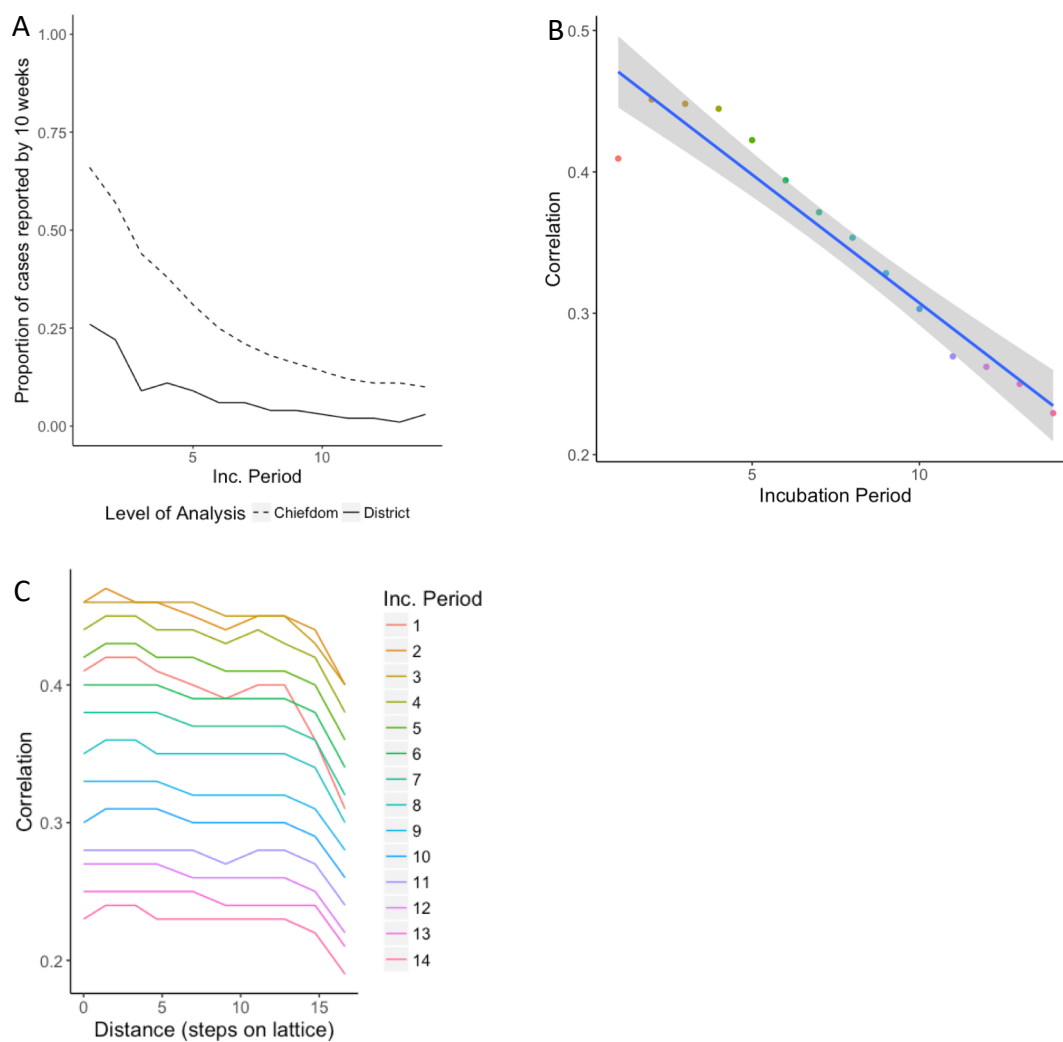 A
1.00
0.75
0.50
0.25
0.00
Proportion of cases reported by 10 weeks
5
10
Inc. Period
Level of Analysis
Chiefdom
District
B
0.5
0.4
0.3
0.2
Correlation
5
10
Incubation Period
C
0.4
0.3
0.2
Correlation
0
5
10
15
Distance (steps on lattice)
Inc. Period
1
2
3
4
5
6
7
8
9
10
11
12
13
14